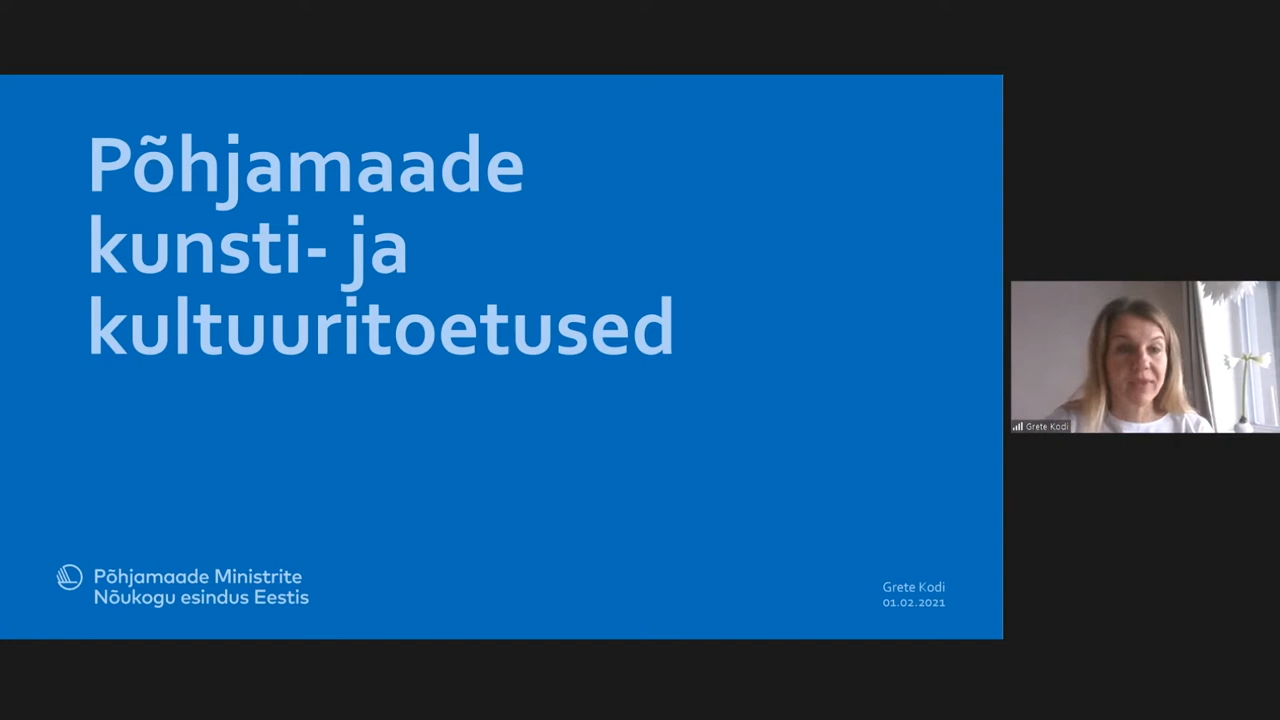 Põhjamaade
kunsti- ja
kultuuritoetused
Põhjamaade Ministrite
Nõukogu esindus Eestis
Grete Kodi
01.02.2021
Grete Kodi